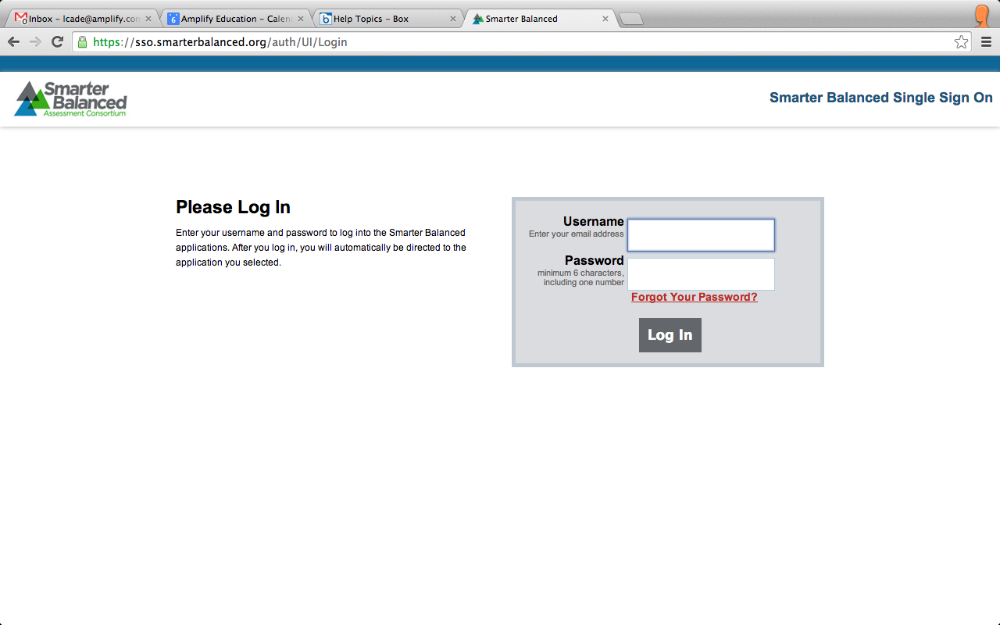 Inbox – lcade@amplify.con
Amplify Education – Calen
Help Topics – Box
Smarter Balanced
https://sso.smarterbalanced.org/auth/UI/Login
Smarter
Balanced
Assessment Consortium
Smarter Balanced Single Sign On
Please Log In
Enter your username and password to log into the Smarter Balanced
applications. After you log in, you will automatically be directed to the
application you selected.
Username
Enter your email address
Password
minimum 6 characters,
including one number
Forgot Your Password?
Log In